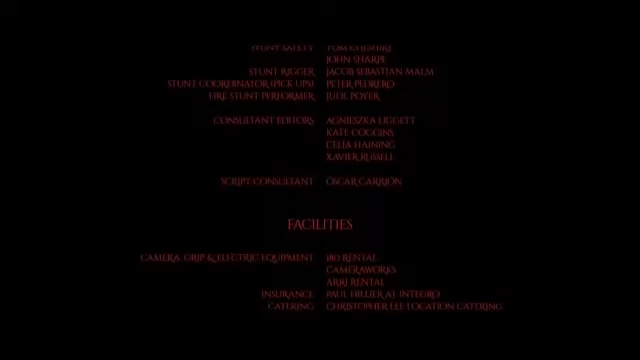 STUNT SAFETY TOM CHESHIRE
JOHN SHARPE
STUNT RIGGER JACOB SEBASTIAN MALM
STUNT COORDINATOR (PICK UPS) PETER PEDRERO
FIRE STUNT PERFORMER JUDE POYER
CONSULTANT EDITORS AGNIESZKA LIGGETT
KATE COGGINS
CELIA HAINING
XAVIER RUSSELL
SCRIPT CONSULTANT OSCAR CARRION
FACILITIES
CAMERA, GRIP & ELECTRIC EQUIPMENT 180 RENTAL
CAMERAWORKS
ARRI RENTAL
INSURANCE PAUL HILLIER AT INTEGRO
CATERING CHRISTOPHER LEE LOCATION CATERING